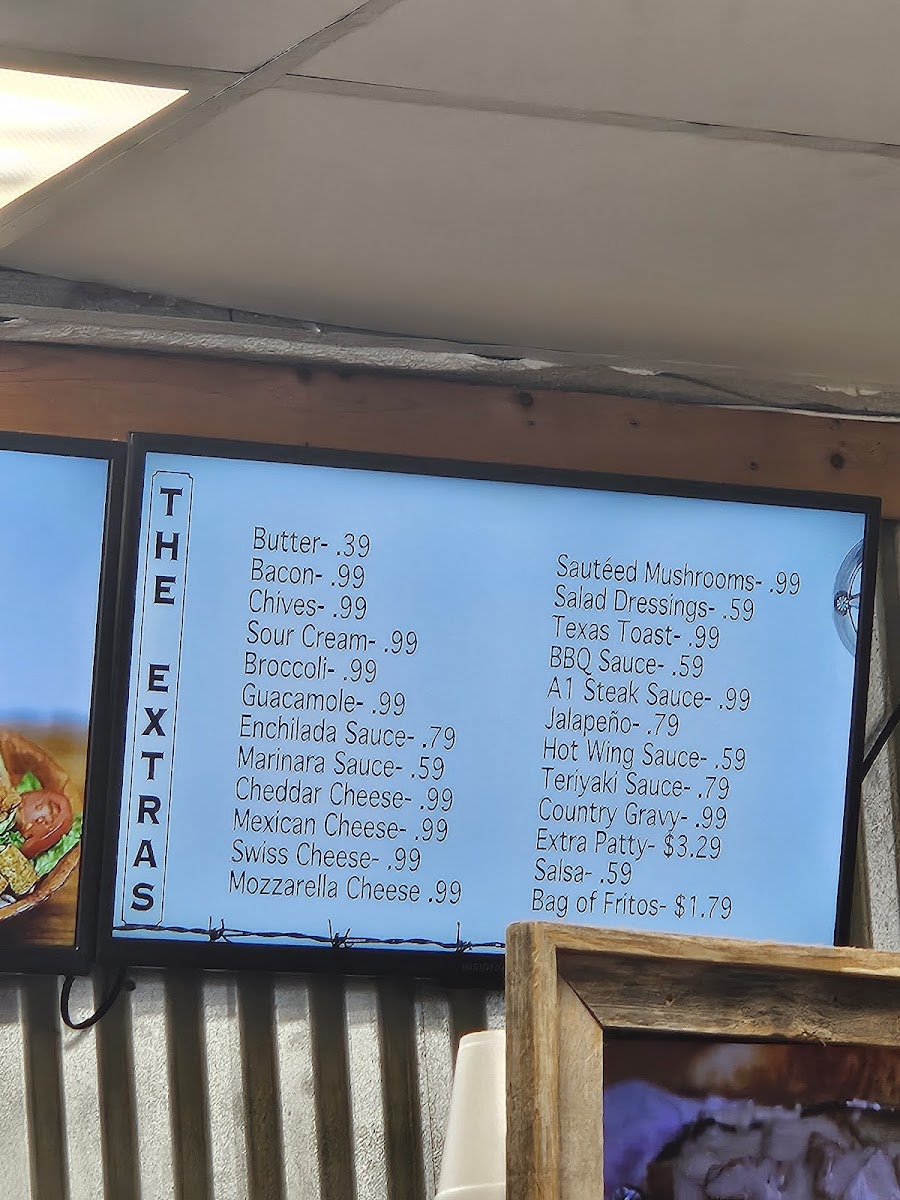 THE EXTRAS
Butter- .39
Bacon- .99
Chives- .99
Sour Cream- .99
Broccoli- .99
Guacamole- .99
Enchilada Sauce- .79
Marinara Sauce- .59
Cheddar Cheese- .99
Mexican Cheese- .99
Swiss Cheese- .99
Mozzarella Cheese .99
Sautéed Mushrooms- .99
Salad Dressings- .59
Texas Toast- .99
BBQ Sauce- .59
A1 Steak Sauce- .99
Jalapeño- .79
Hot Wing Sauce- .59
Teriyaki Sauce- .79
Country Gravy- .99
Extra Patty- $3.29
Salsa- .59
Bag of Fritos- $1.79